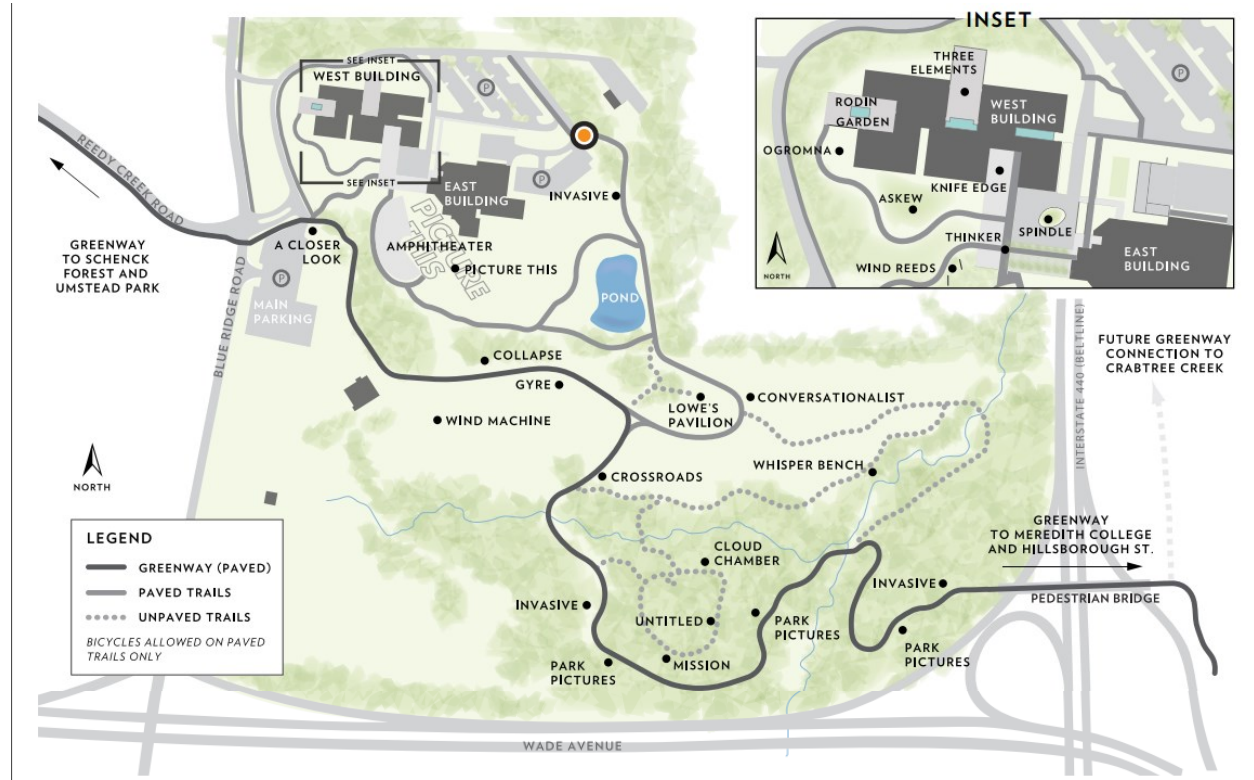 SEE INSET
WEST BUILDING
P
SEE INSET
EAST
BUILDING
P
INVASIVE
REEDY CREEK ROAD
GREENWAY
TO SCHENCK
FOREST AND
UMSTEAD PARK
A CLOSER
LOOK
AMPHITHEATER
PICTURE
THIS
PICTURE THIS
POND
P
MAIN
PARKING
BLUE RIDGE ROAD
COLLAPSE
GYRE
WIND MACHINE
LOWE'S
PAVILION
CONVERSATIONALIST
NORTH
CROSSROADS
WHISPER BENCH
CLOUD
CHAMBER
INVASIVE
UNTITLED
PARK
PICTURES
MISSION
PARK
PICTURES
INVASIVE
PARK
PICTURES
GREENWAY
TO MEREDITH COLLEGE
AND HILLSBOROUGH ST.
PEDESTRIAN BRIDGE
INTERSTATE 440 (BELTLINE)
FUTURE GREENWAY
CONNECTION TO
CRABTREE CREEK
WADE AVENUE
LEGEND
GREENWAY (PAVED)
PAVED TRAILS
UNPAVED TRAILS
BICYCLES ALLOWED ON PAVED
TRAILS ONLY
INSET
THREE
ELEMENTS
P
RODIN
GARDEN
WEST
BUILDING
OGROMNA
KNIFE EDGE
ASKEW
SPINDLE
THINKER
EAST
BUILDING
WIND REEDS
NORTH